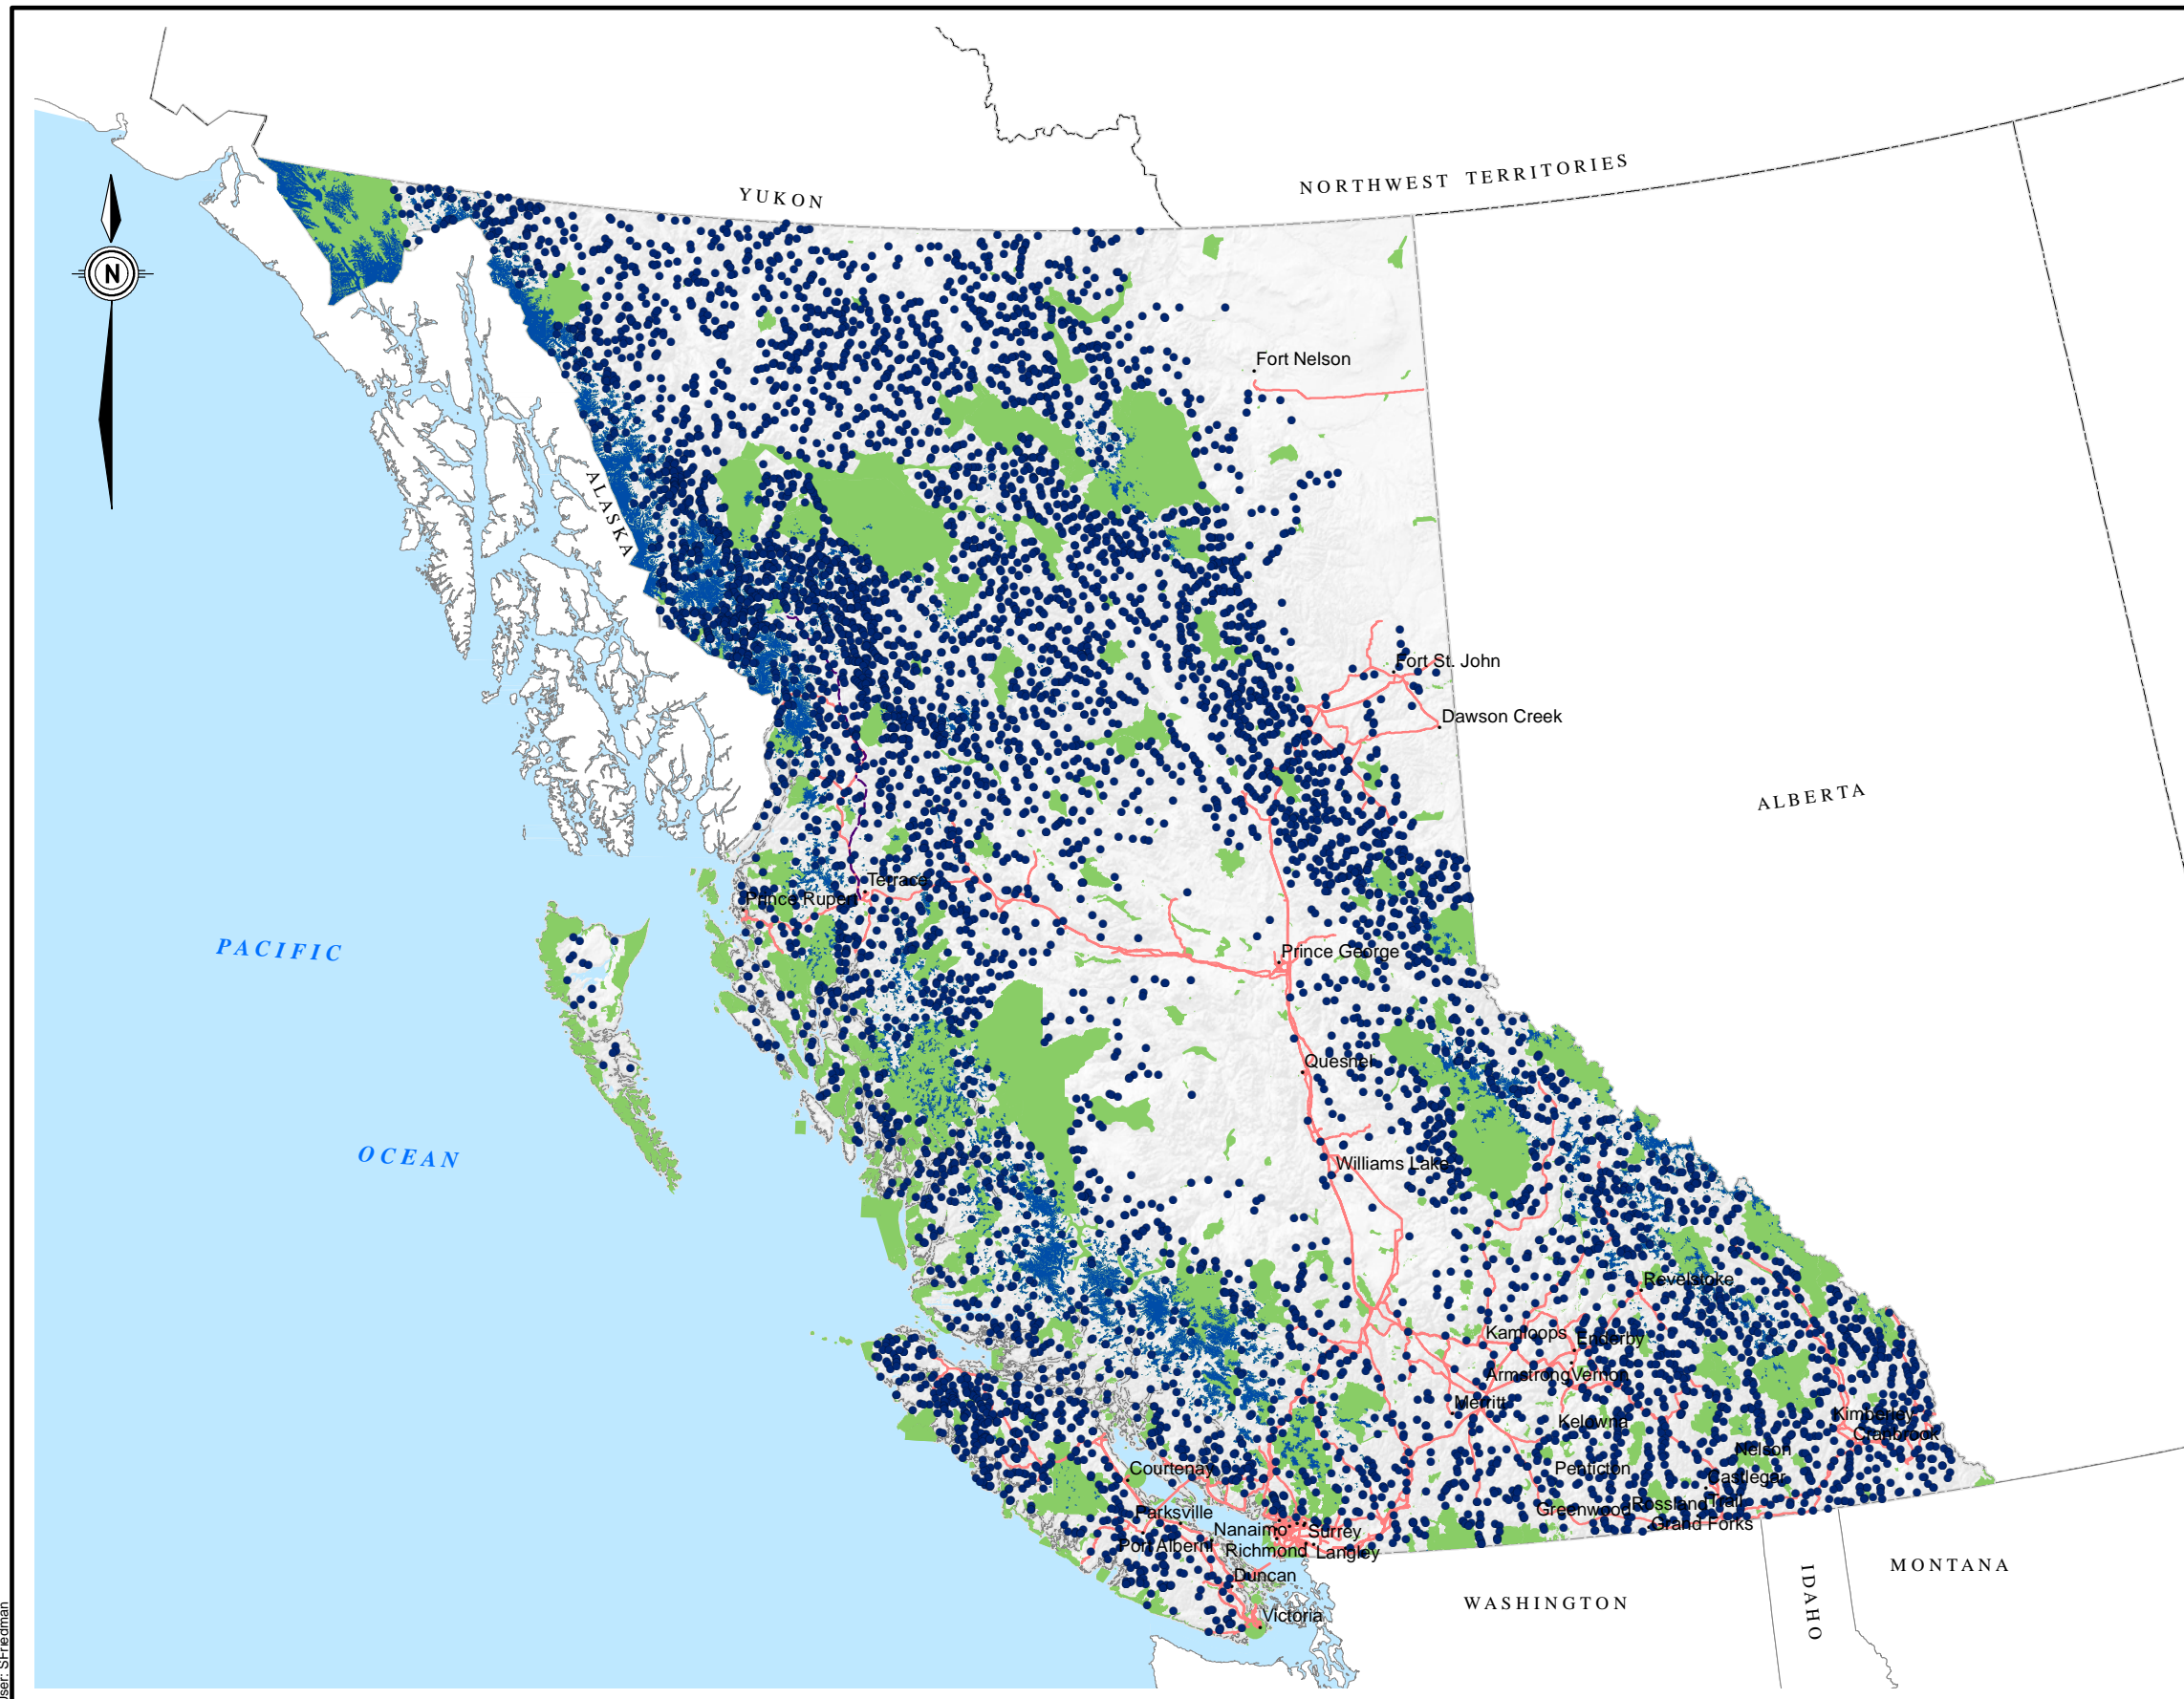 YUKON
NORTHWEST TERRITORIES
N
Fort Nelson
ALASKA
Fort St. John
Dawson Creek
ALBERTA
Terrace
Prince Rupert
PACIFIC
Prince George
Quesnel
OCEAN
Williams Lake
Revelstoke
Kamloops
Enderby
Armstrong
Vernon
Merritt
Kelowna
Kimberley
Cranbrook
Nelson
Penticton
Courtenay
Castlegar
Greenwood
Rossland
Trail
Parksville
Grand Forks
Nanaimo
Surrey
Port Alberni
Richmond
Langley
MONTANA
Duncan
IDAHO
WASHINGTON
Victoria
User: SFriedman